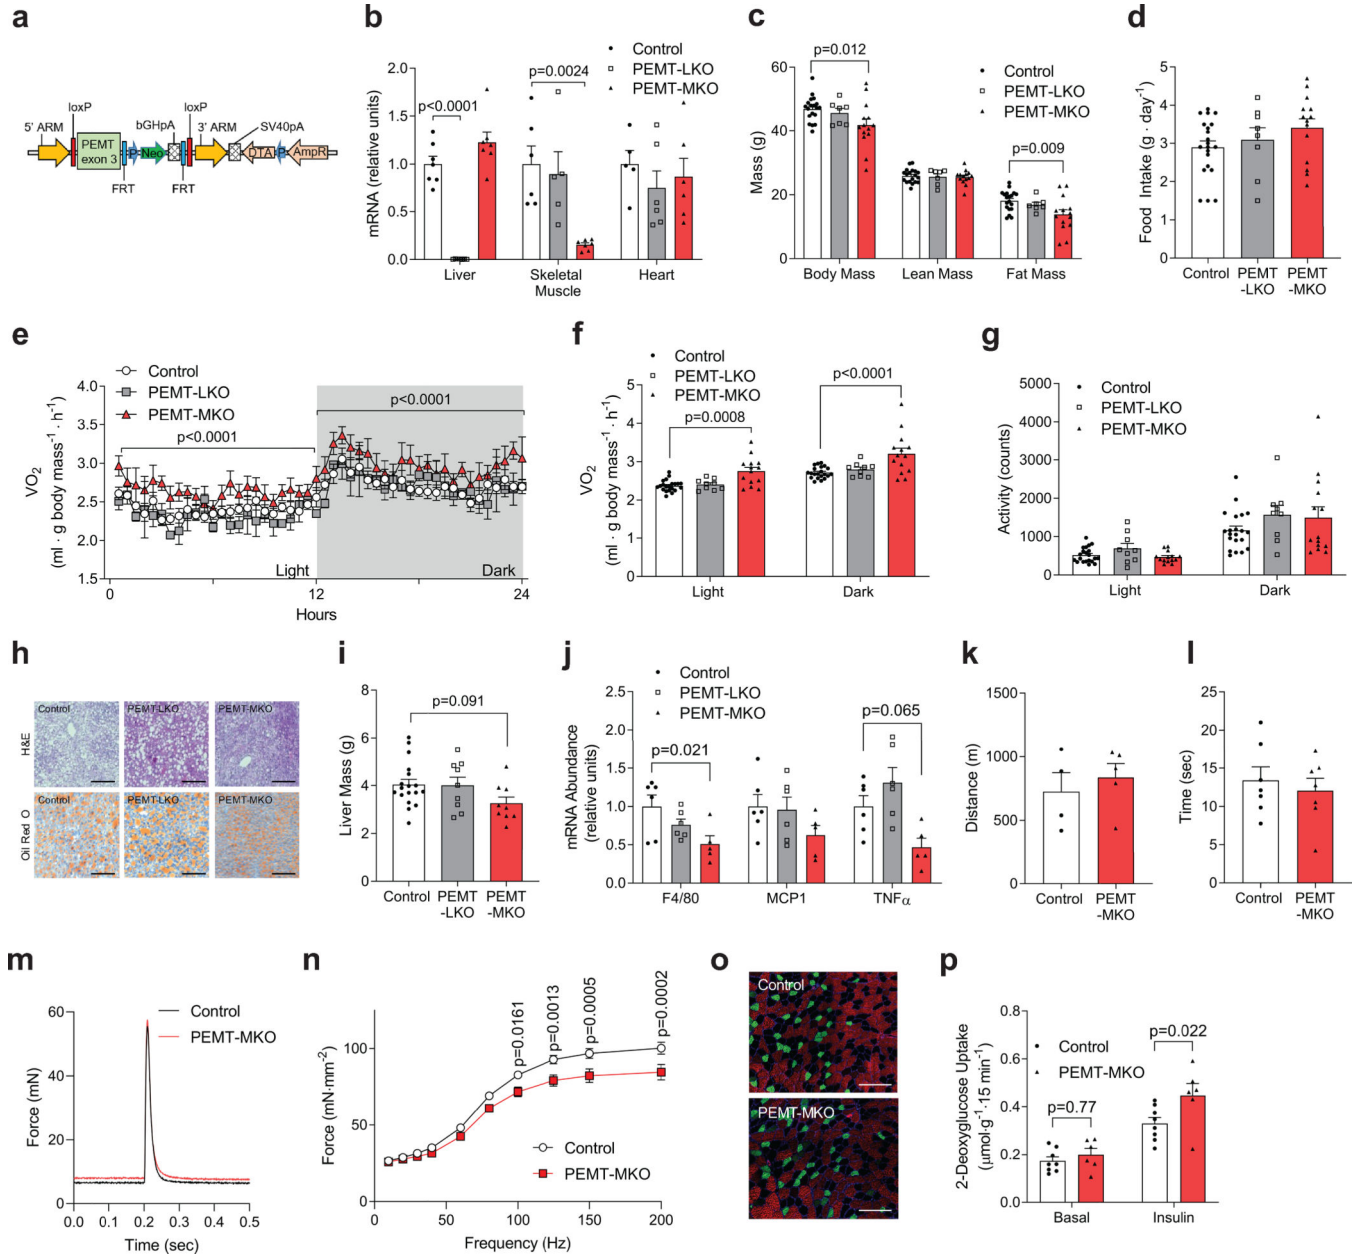 a
loxP
loxP
5' ARM
bGHpA
3' ARM
SV40pA
PEMT
exon 3
P
Neo
DTA
P
AmpR
FRT
FRT
b
Control
PEMT-LKO
PEMT-MKO
p<0.0001
p=0.0024
mRNA (relative units)
2.0
1.5
1.0
0.5
0.0
Liver
Skeletal
Muscle
Heart
c
Control
PEMT-LKO
PEMT-MKO
p=0.012
p=0.009
Mass (g)
60
40
20
0
Body Mass
Lean Mass
Fat Mass
d
Food Intake (g · day⁻¹)
5
4
3
2
1
0
Control
PEMT
-LKO
PEMT
-MKO
e
Control
PEMT-LKO
PEMT-MKO
VO₂
(ml · g body mass⁻¹ · h⁻¹)
4.0
3.5
3.0
2.5
2.0
1.5
p<0.0001
p<0.0001
Light
Dark
0
12
24
Hours
f
Control
PEMT-LKO
PEMT-MKO
p=0.0008
p<0.0001
VO₂
(ml · g body mass⁻¹ · h⁻¹)
5
4
3
2
1
0
Light
Dark
g
Control
PEMT-LKO
PEMT-MKO
Activity (counts)
5000
4000
3000
2000
1000
0
Light
Dark
h
H&E
Control
PEMT-LKO
PEMT-MKO
Oil Red O
Control
PEMT-LKO
PEMT-MKO
i
p=0.091
Liver Mass (g)
8
6
4
2
0
Control
PEMT
-LKO
PEMT
-MKO
j
Control
PEMT-LKO
PEMT-MKO
p=0.021
p=0.065
mRNA Abundance
(relative units)
2.5
2.0
1.5
1.0
0.5
0.0
F4/80
MCP1
TNFα
k
Distance (m)
1500
1000
500
0
Control
PEMT
-MKO
l
Time (sec)
25
20
15
10
5
0
Control
PEMT
-MKO
m
Control
PEMT-MKO
Force (mN)
60
40
20
0
0.0
0.1
0.2
0.3
0.4
0.5
Time (sec)
n
p=0.0161
p=0.0013
p=0.0005
p=0.0002
Force (mN·mm⁻²)
100
50
0
Control
PEMT-MKO
0
50
100
150
200
Frequency (Hz)
o
Control
PEMT-MKO
p
Control
PEMT-MKO
p=0.77
p=0.022
2-Deoxyglucose Uptake
(μmol·g⁻¹·15 min⁻¹)
0.8
0.6
0.4
0.2
0.0
Basal
Insulin